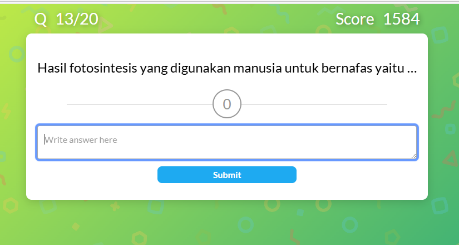 Q 13/20 Score 1584
Hasil fotosintesis yang digunakan manusia untuk bernafas yaitu ...
0
Write answer here
Submit